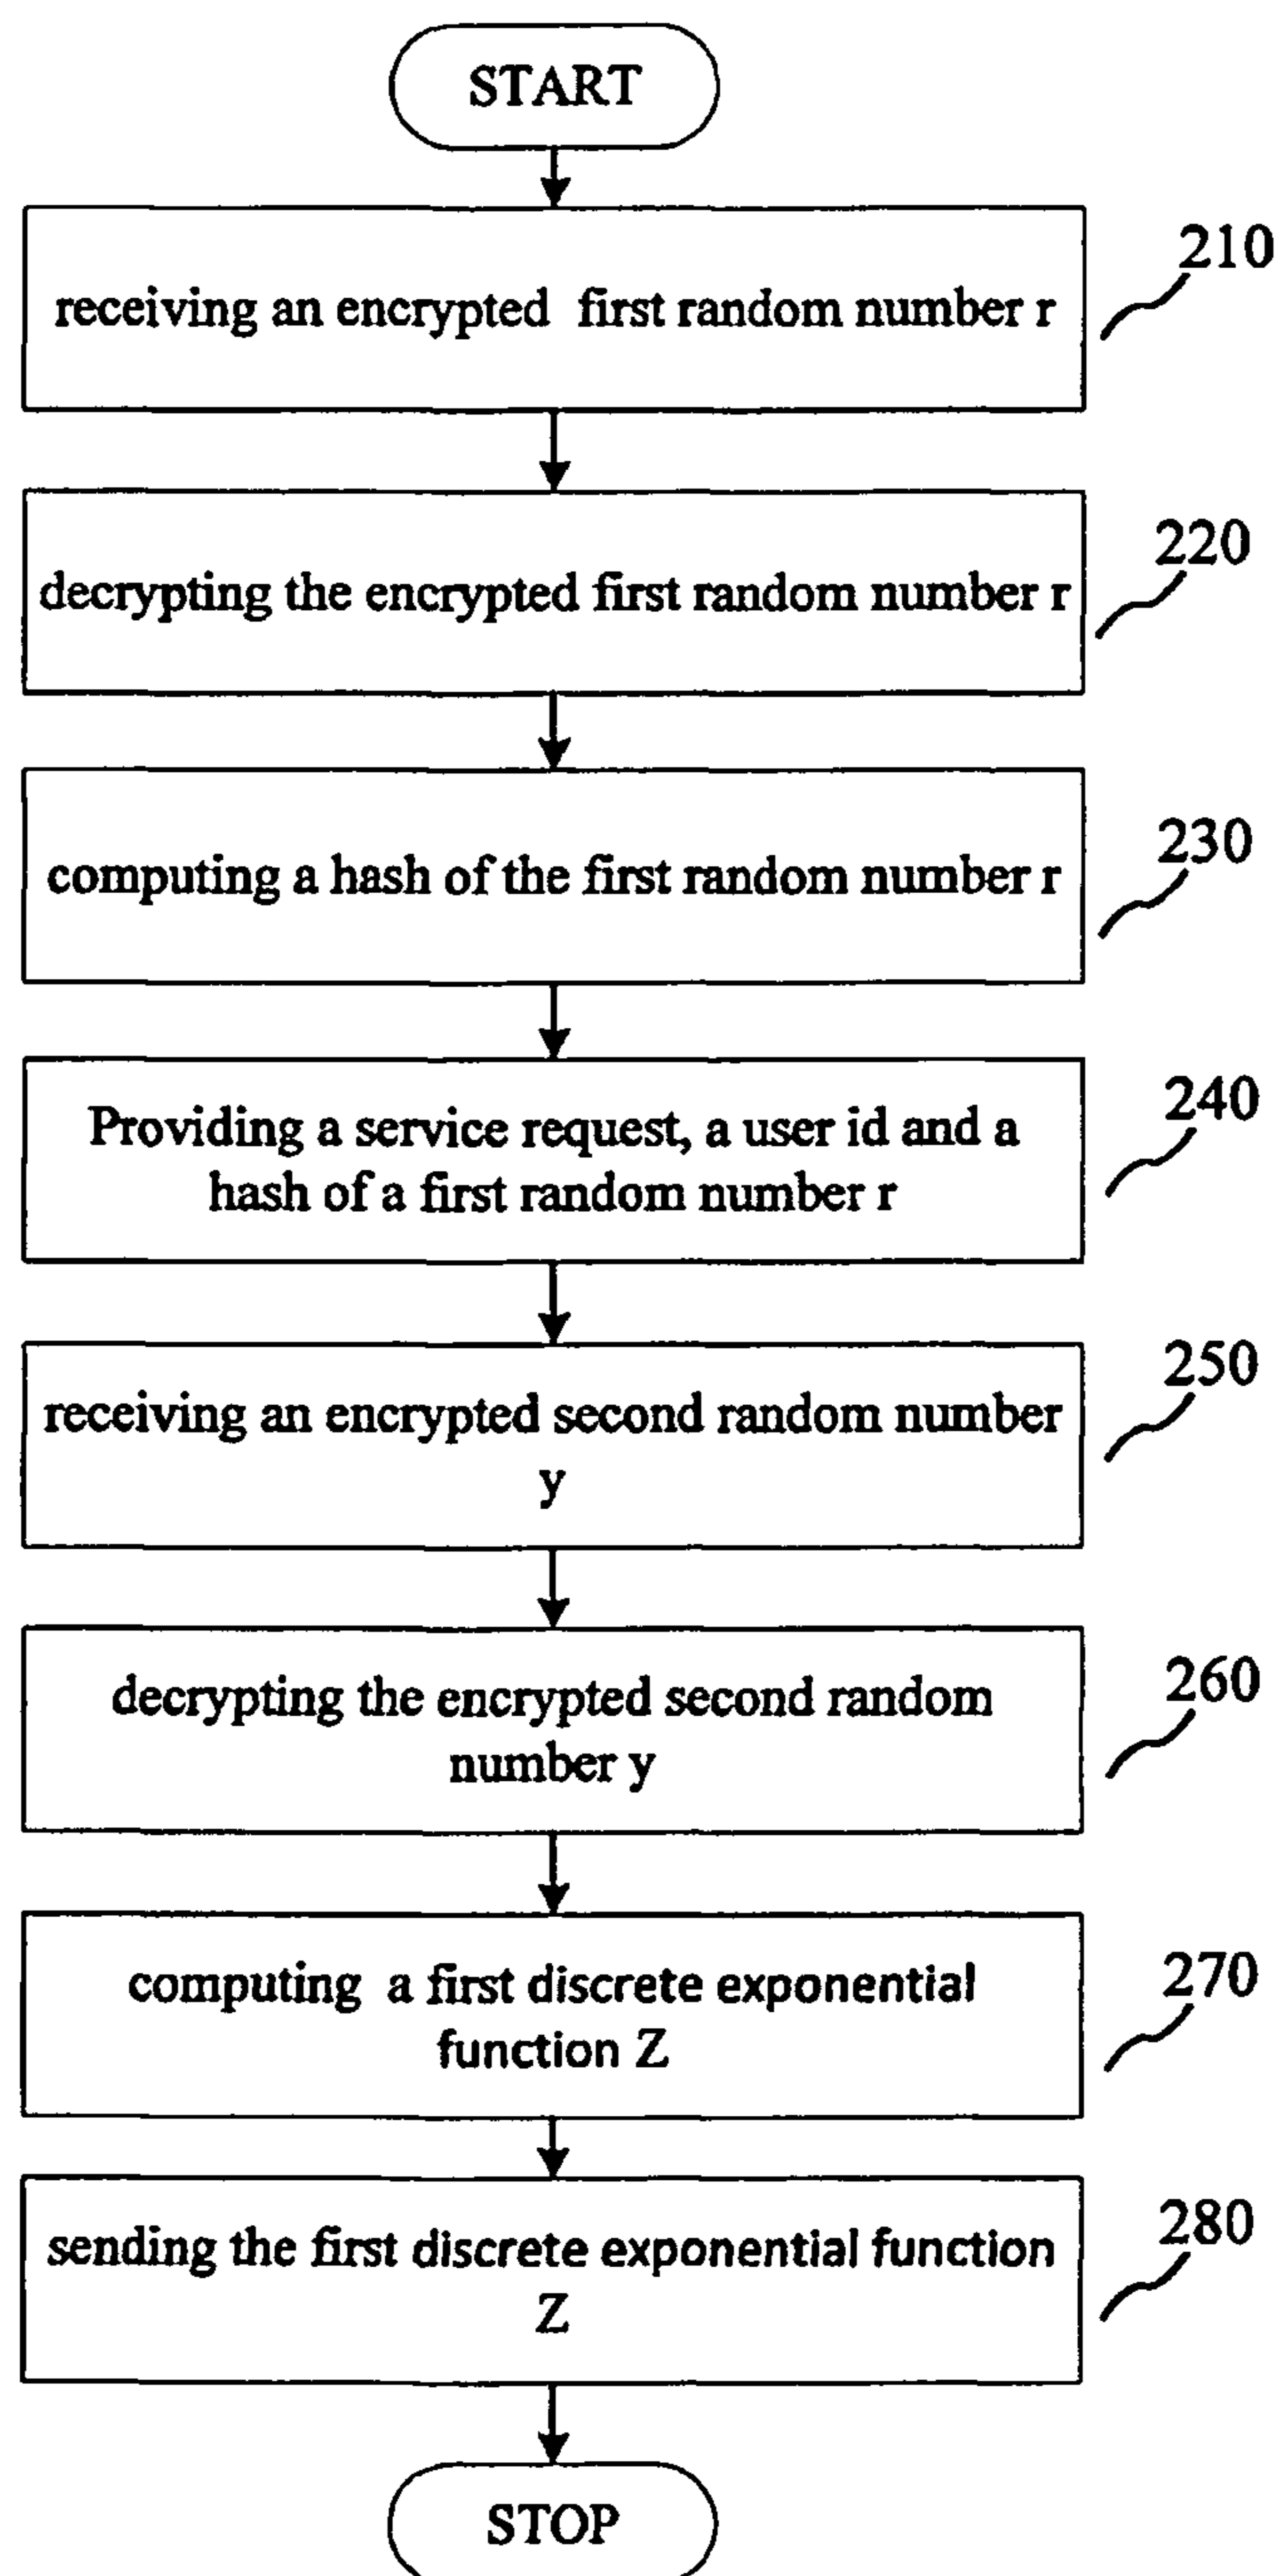 START
receiving an encrypted first random number r
210
decrypting the encrypted first random number r
220
computing a hash of the first random number r
230
Providing a service request, a user id and a
hash of a first random number r
240
receiving an encrypted second random number
y
250
decrypting the encrypted second random
number y
260
computing a first discrete exponential
function Z
270
sending the first discrete exponential function
Z
280
STOP